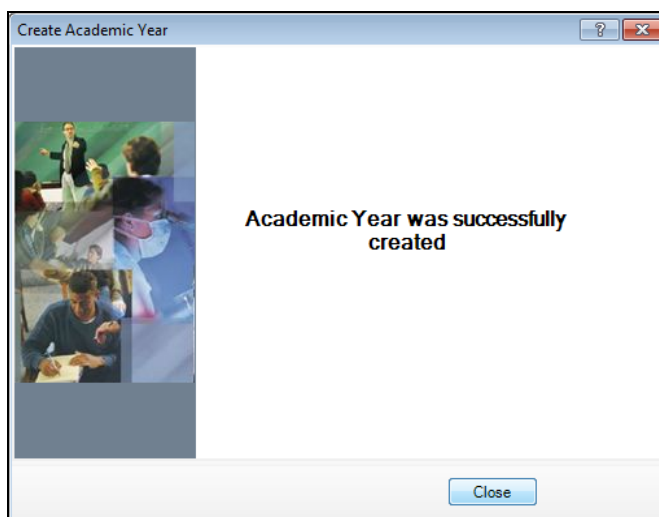 Create Academic Year
?
Academic Year was successfully
created
Close